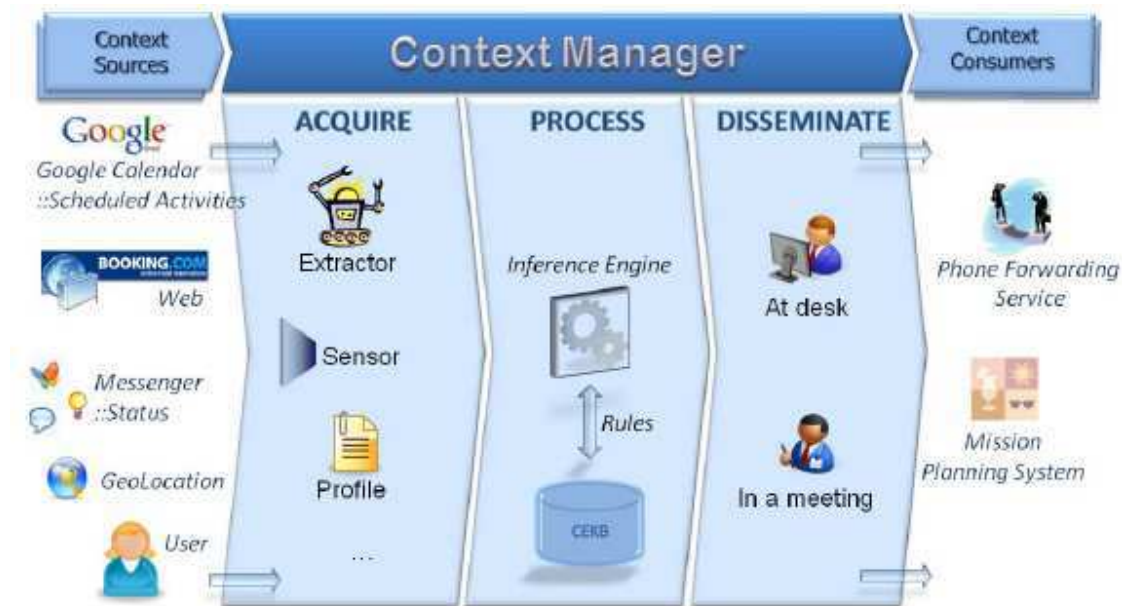 Context
Sources
Context Manager
Context
Consumers
ACQUIRE
PROCESS
DISSEMINATE
Google
Google Calendar
::Scheduled Activities
BOOKING.COM
Web
Messenger
::Status
GeoLocation
User
Extractor
Sensor
Profile
...
Inference Engine
Rules
CEKB
At desk
In a meeting
Phone Forwarding
Service
Mission
Planning System